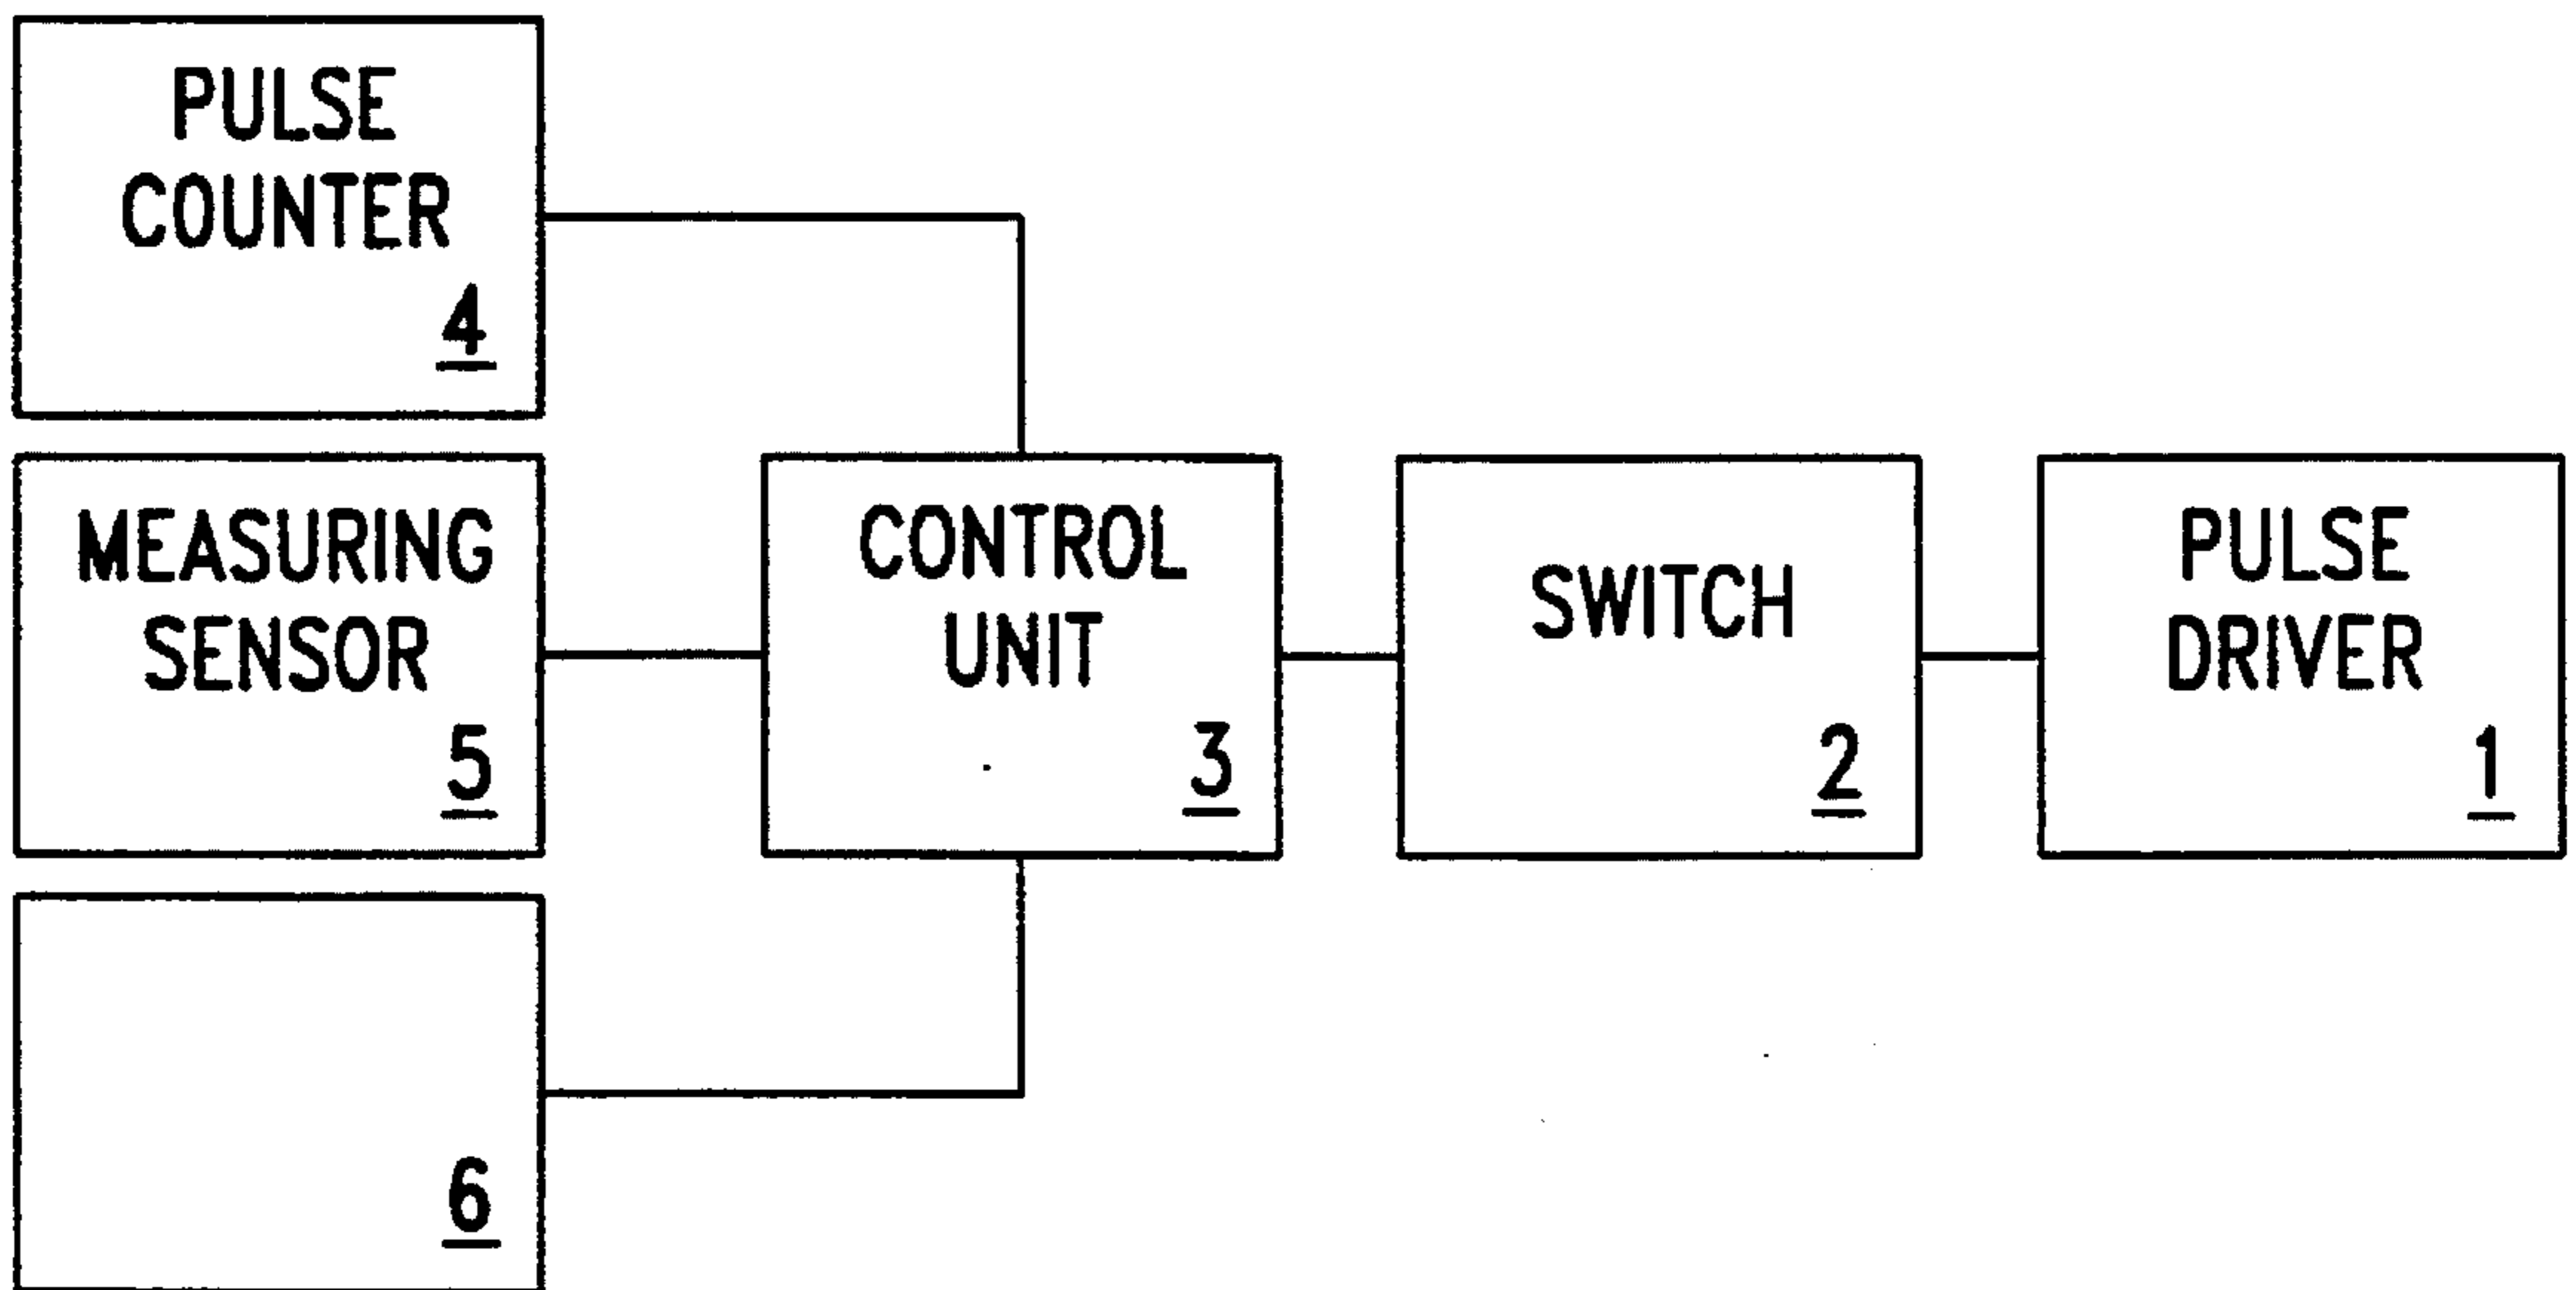 PULSE
COUNTER
4
MEASURING
SENSOR
5
CONTROL
UNIT
3
SWITCH
2
PULSE
DRIVER
1
6